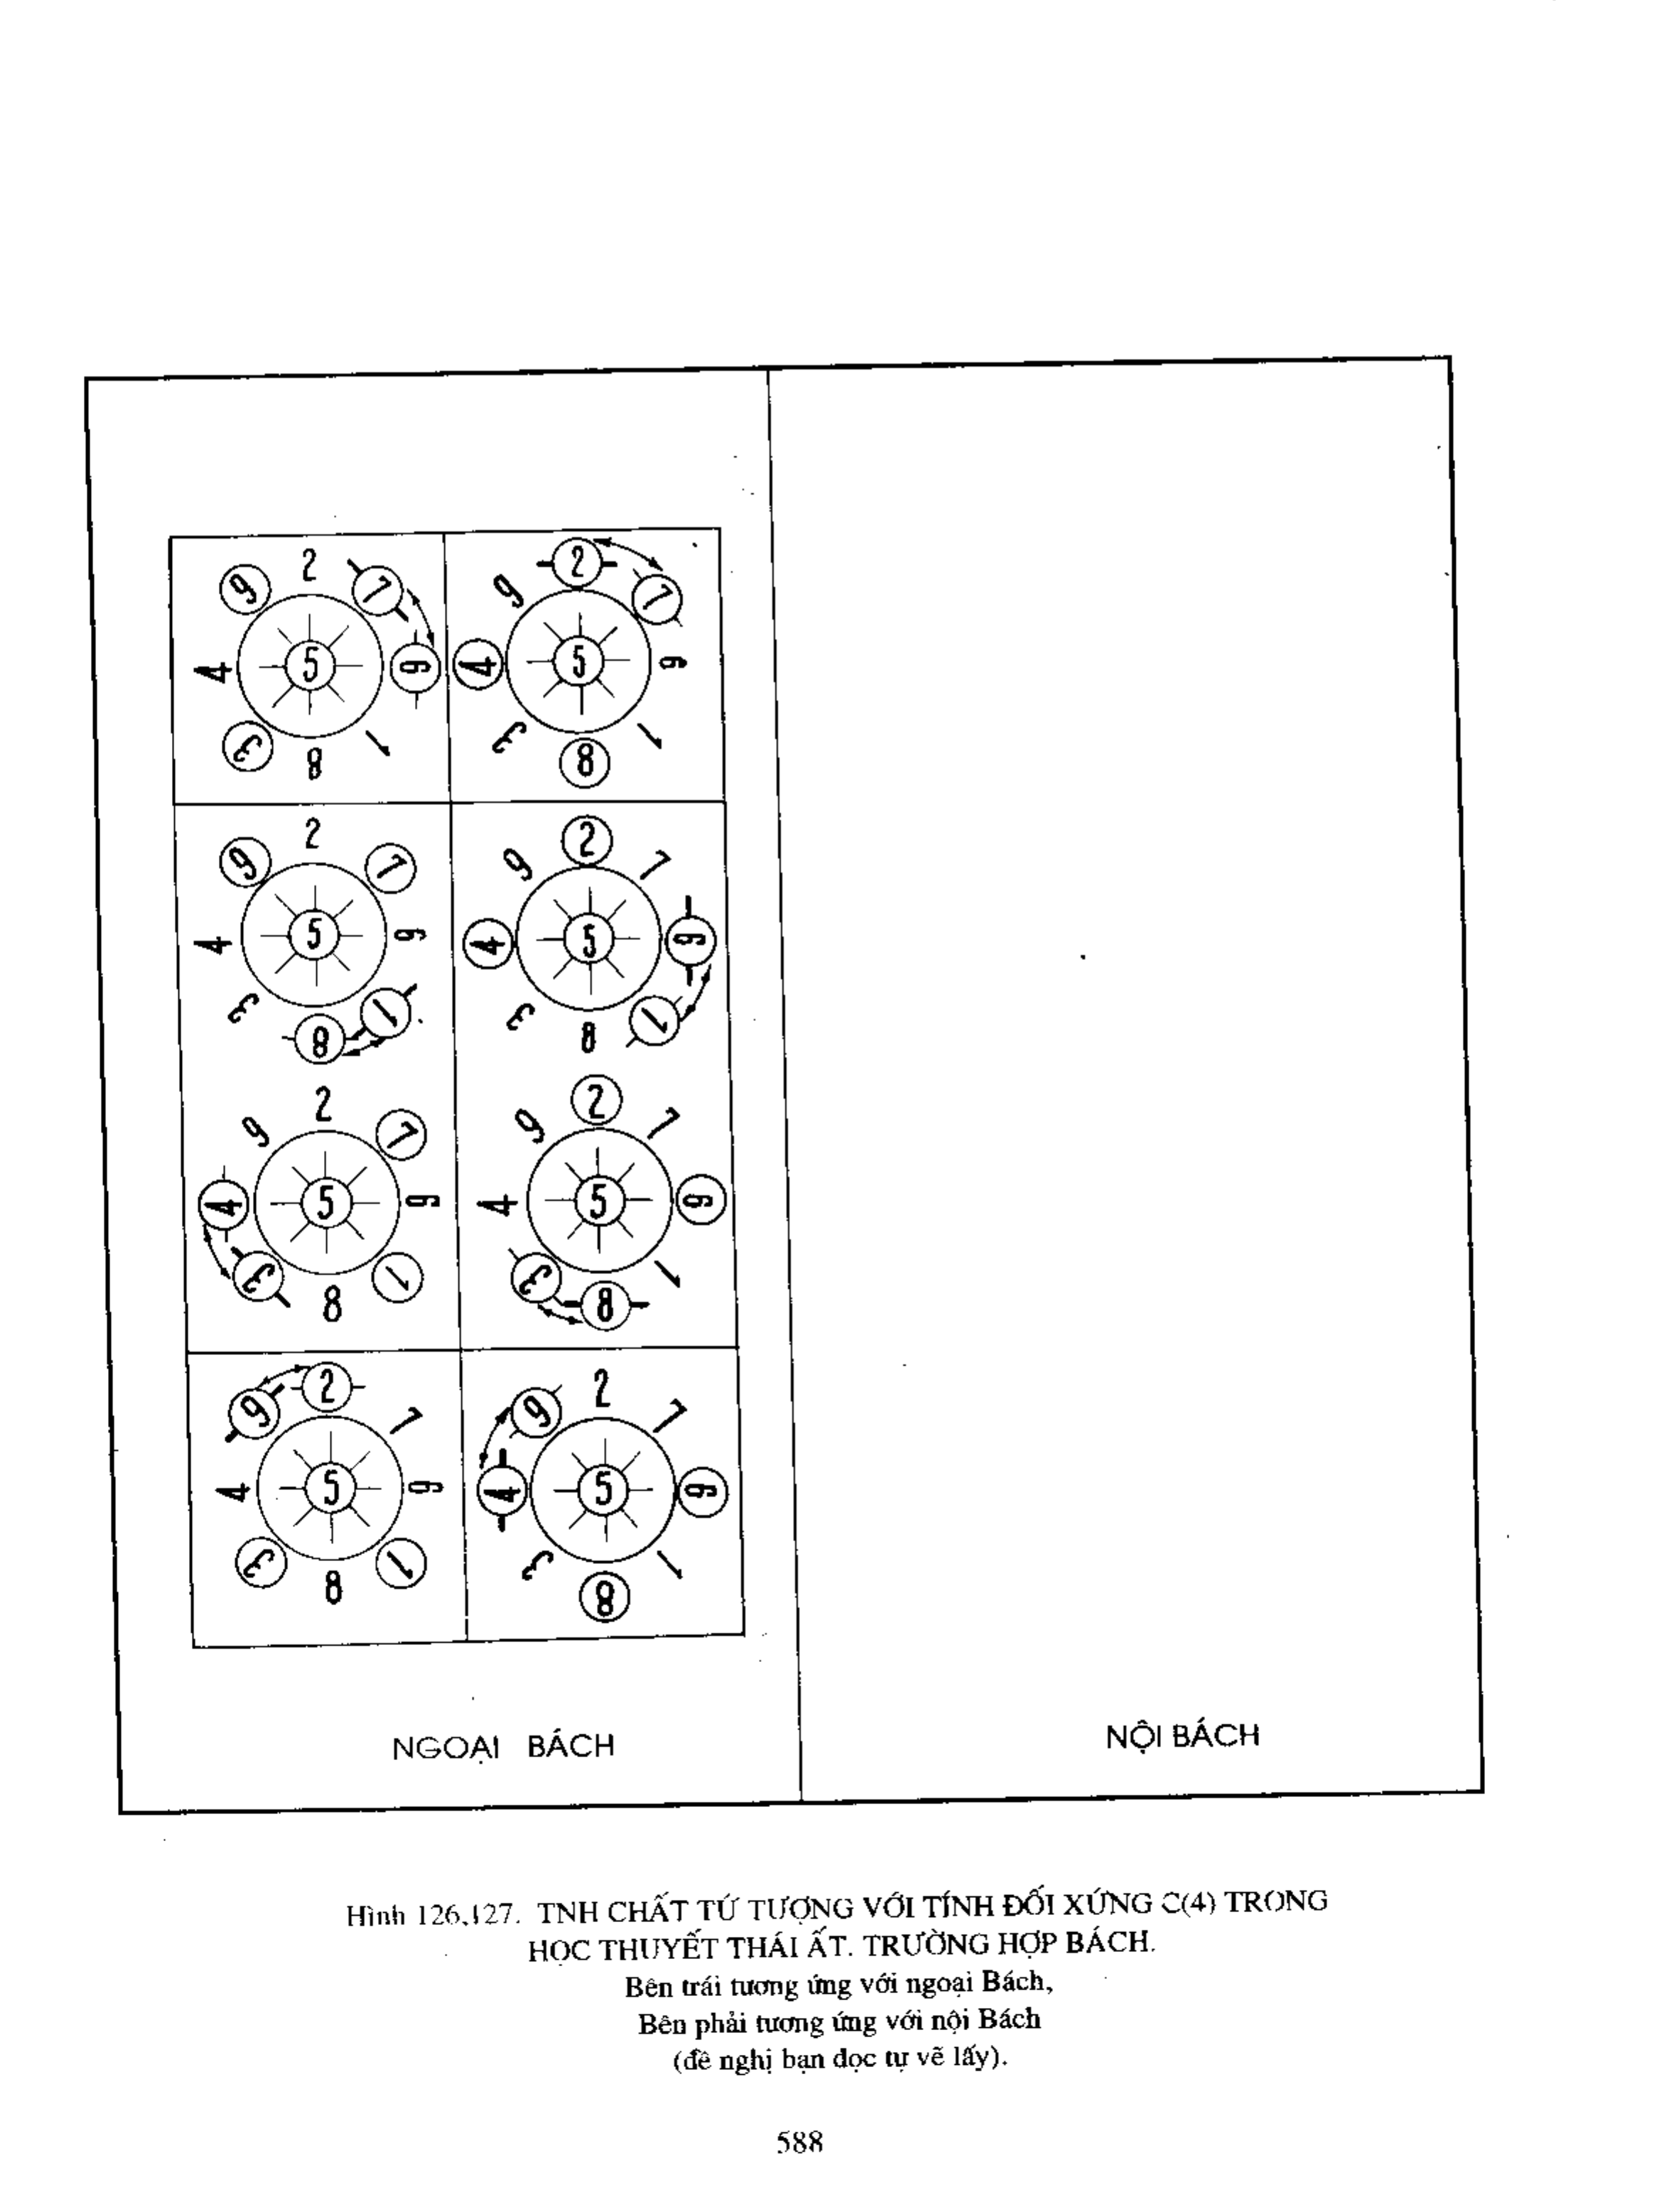 9 2 7
4 5 6
3 8 1
9 2 7
4 5 6
3 8 1
9 2 7
4 5 6
3 8 1
9 2 7
4 5 6
3 8 1
9 2 7
4 5 6
3 8 1
9 2 7
4 5 6
3 8 1
9 2 7
4 5 6
3 8 1
9 2 7
4 5 6
3 8 1
NGOẠI BÁCH
NỘI BÁCH
Hình 126,127. TNH CHẤT TỨ TƯỢNG VỚI TÍNH ĐỐI XỨNG C(4) TRONG
HỌC THUYẾT THÁI ẤT. TRƯỜNG HỢP BÁCH.
Bên trái tương ứng với ngoại Bách,
Bên phải tương ứng với nội Bách
(đề nghị bạn dọc tự vẽ lấy).
588